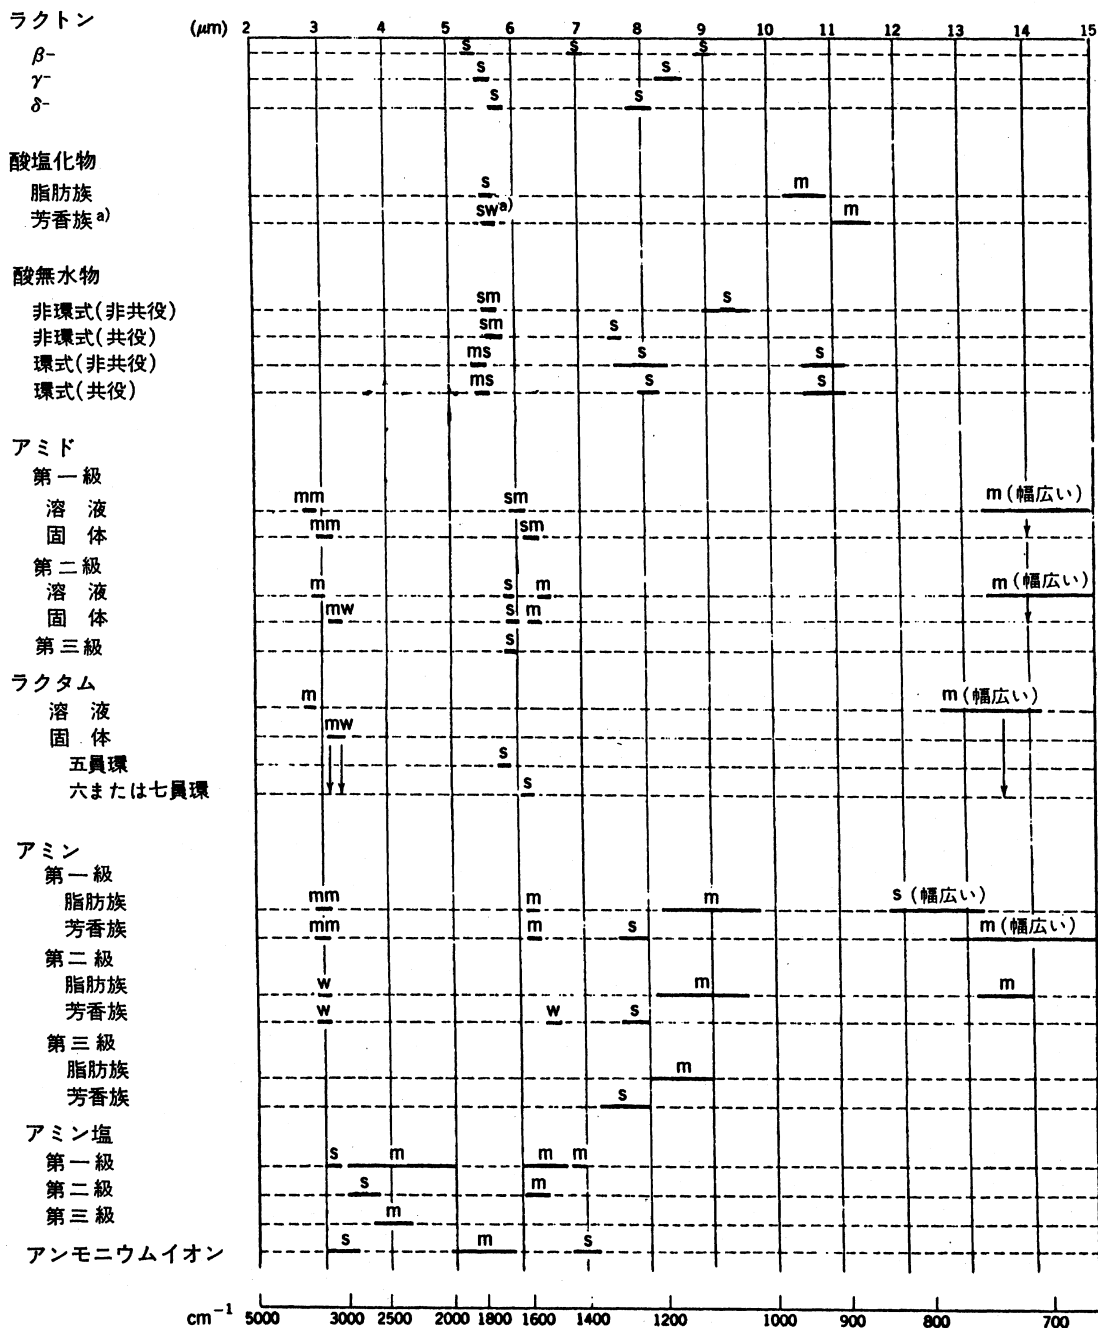 ラクトン (μm) 2 3 4 5 6 7 8 9 10 11 12 13 14 15
β- s s s
γ- s s
δ- s s
酸塩化物
脂肪族 s m
芳香族a) swa) m
酸無水物
非環式(非共役) sm s
非環式(共役) sm s
環式(非共役) ms s s
環式(共役) ms s s
アミド
第一級
溶 液 mm sm m(幅広い)
固 体 mm sm
第二級
溶 液 m s m m(幅広い)
固 体 mw s m
第三級 s
ラクタム
溶 液 m m(幅広い)
固 体 mw
五員環 s
六または七員環 s
アミン
第一級
脂肪族 mm m m s(幅広い)
芳香族 mm m s m(幅広い)
第二級
脂肪族 w m m
芳香族 w w s
第三級
脂肪族 m
芳香族 s
アミン塩
第一級 s m m m
第二級 s m
第三級 m
アンモニウムイオン s m s
cm-1 5000 3000 2500 2000 1800 1600 1400 1200 1000 900 800 700